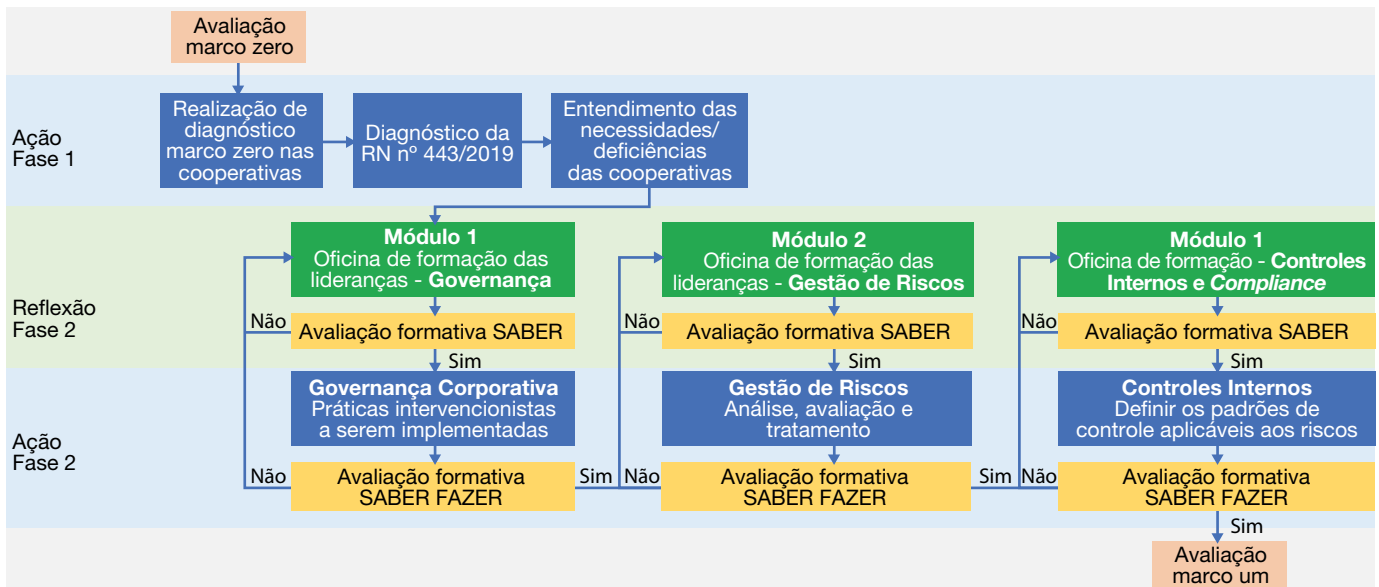 Avaliação
marco zero
Ação
Fase 1
Realização de
diagnóstico
marco zero nas
cooperativas
Diagnóstico da
RN nº 443/2019
Entendimento das
necessidades/
deficiências
das cooperativas
Reflexão
Fase 2
Módulo 1
Oficina de formação das
lideranças - Governança
Não
Avaliação formativa SABER
Sim
Módulo 2
Oficina de formação das
lideranças - Gestão de Riscos
Não
Avaliação formativa SABER
Sim
Módulo 1
Oficina de formação - Controles
Internos e Compliance
Não
Avaliação formativa SABER
Sim
Ação
Fase 2
Governança Corporativa
Práticas intervencionistas
a serem implementadas
Não
Avaliação formativa
SABER FAZER
Sim
Gestão de Riscos
Análise, avaliação e
tratamento
Não
Avaliação formativa
SABER FAZER
Sim
Controles Internos
Definir os padrões de
controle aplicáveis aos riscos
Não
Avaliação formativa
SABER FAZER
Sim
Avaliação
marco um